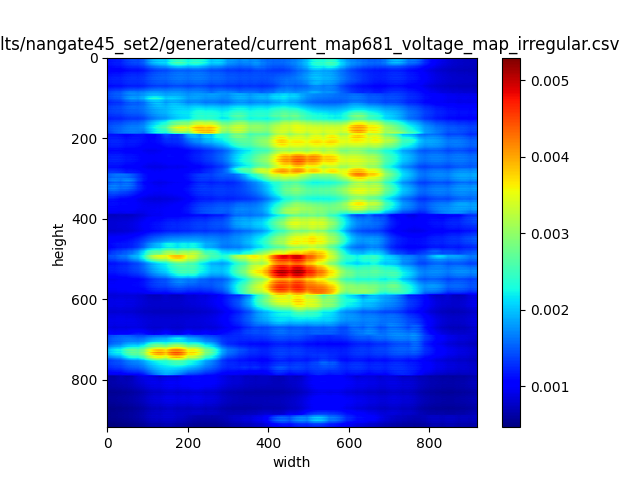 lts/nangate45_set2/generated/current_map681_voltage_map_irregular.csv
0
200
400
600
800
height
0 200 400 600 800
width
0.005
0.004
0.003
0.002
0.001